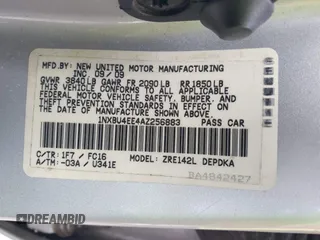 MFD BY: NEW UNITED MOTOR MANUFACTURING
INC 09/09
GVWR 3840LB GAWR FR 2090LB RR1850LB
THIS VEHICLE CONFORMS TO ALL APPLICABLE
FEDERAL MOTOR VEHICLE SAFETY, BUMPER, AND
THEFT PREVENTION STANDARDS IN EFFECT ON
THE DATE OF MANUFACTURE SHOWN ABOVE.
1NXBU4EE4AZ256883 PASS CAR
C/TR:1F7 / FC16 MODEL: ZRE142L DEPDKA
A/TM:-03A / U341E
DA4842427
DREAMBID